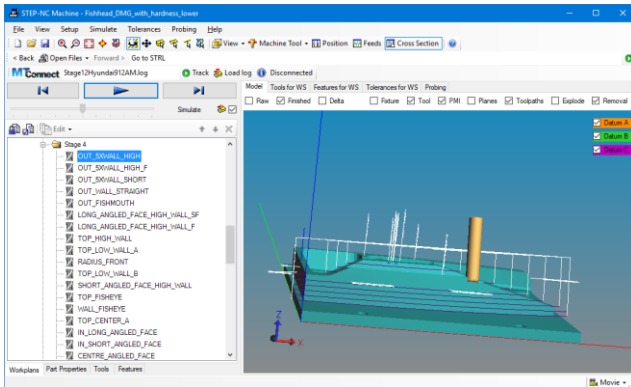 STEP-NC Machine - Fishhead_DMG_with_hardness_lower
File View Setup Simulate Tolerances Probing Help
View Machine Tool Position Feeds Cross Section
< Back Open Files Forward > Go to STRL
MTConnect Stage12Hyundai912AM.log Track Load log Disconnected
Simulate
Edit
Model Tools for WS Features for WS Tolerances for WS Probing
Raw Finished Delta Fixture Tool PMI Planes Toolpaths Explode Removal
Datum A
Datum B
Datum C
Stage 4
OUT_SXWALL_HIGH
OUT_SXWALL_HIGH_F
OUT_SXWALL_SHORT
OUT_WALL_STRAIGHT
OUT_FISHMOUTH
LONG_ANGLED_FACE_HIGH_WALL_SF
LONG_ANGLED_FACE_HIGH_WALL_F
TOP_HIGH_WALL
TOP_LOW_WALL_A
RADIUS_FRONT
TOP_LOW_WALL_B
SHORT_ANGLED_FACE_HIGH_WALL
TOP_FISHEYE
WALL_FISHEYE
TOP_CENTER_A
IN_LONG_ANGLED_FACE
IN_SHORT_ANGLED_FACE
CENTRE_ANGLED_FACE
Z
X
Workplans Part Properties Tools Features
Movie